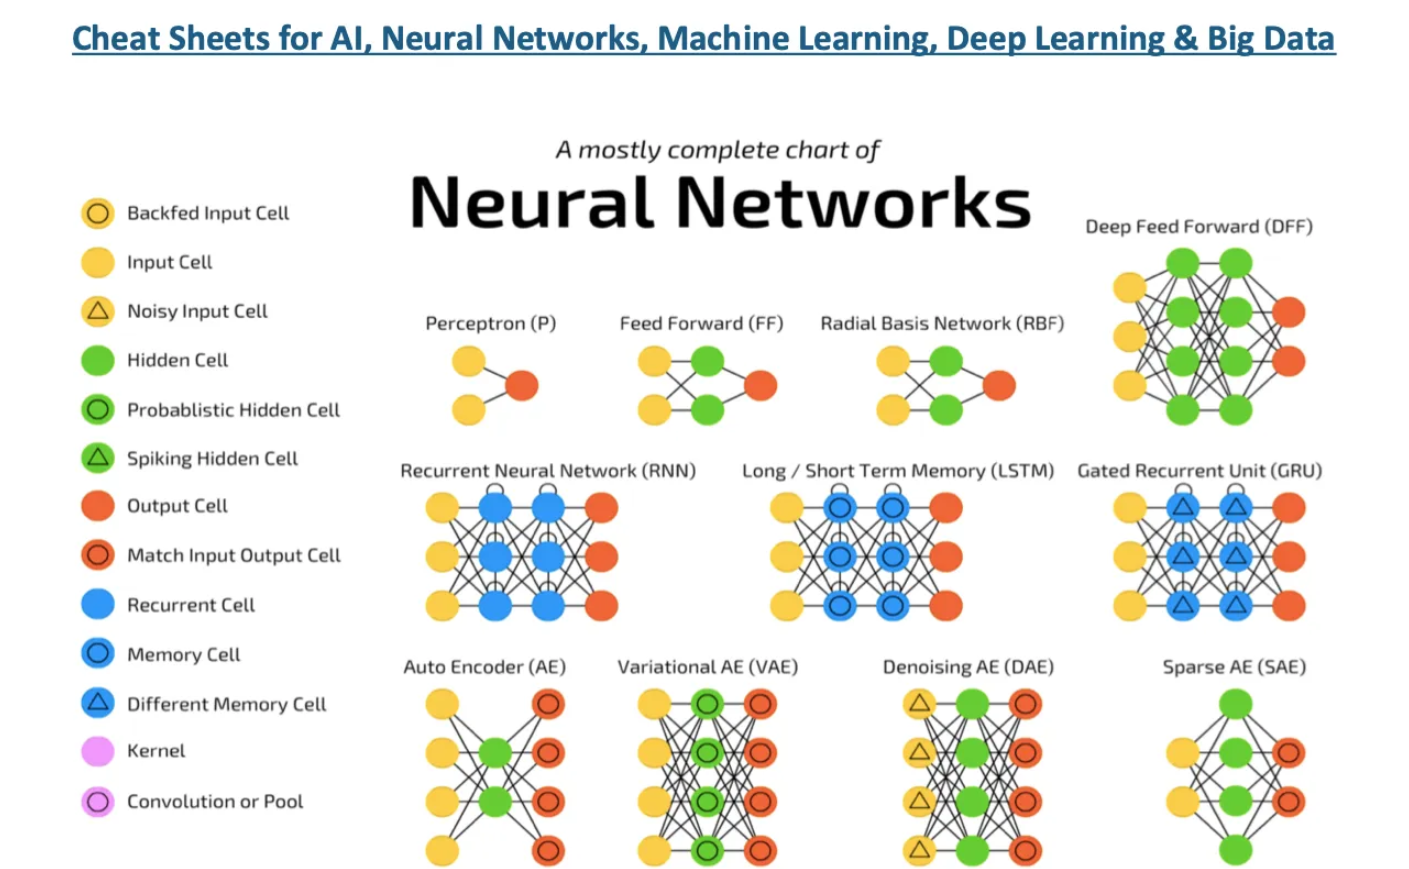 Cheat Sheets for AI, Neural Networks, Machine Learning, Deep Learning & Big Data
A mostly complete chart of
Neural Networks
Backfed Input Cell
Input Cell
Noisy Input Cell
Hidden Cell
Probablistic Hidden Cell
Spiking Hidden Cell
Output Cell
Match Input Output Cell
Recurrent Cell
Memory Cell
Different Memory Cell
Kernel
Convolution or Pool
Deep Feed Forward (DFF)
Perceptron (P)
Feed Forward (FF)
Radial Basis Network (RBF)
Recurrent Neural Network (RNN)
Long / Short Term Memory (LSTM)
Gated Recurrent Unit (GRU)
Auto Encoder (AE)
Variational AE (VAE)
Denoising AE (DAE)
Sparse AE (SAE)